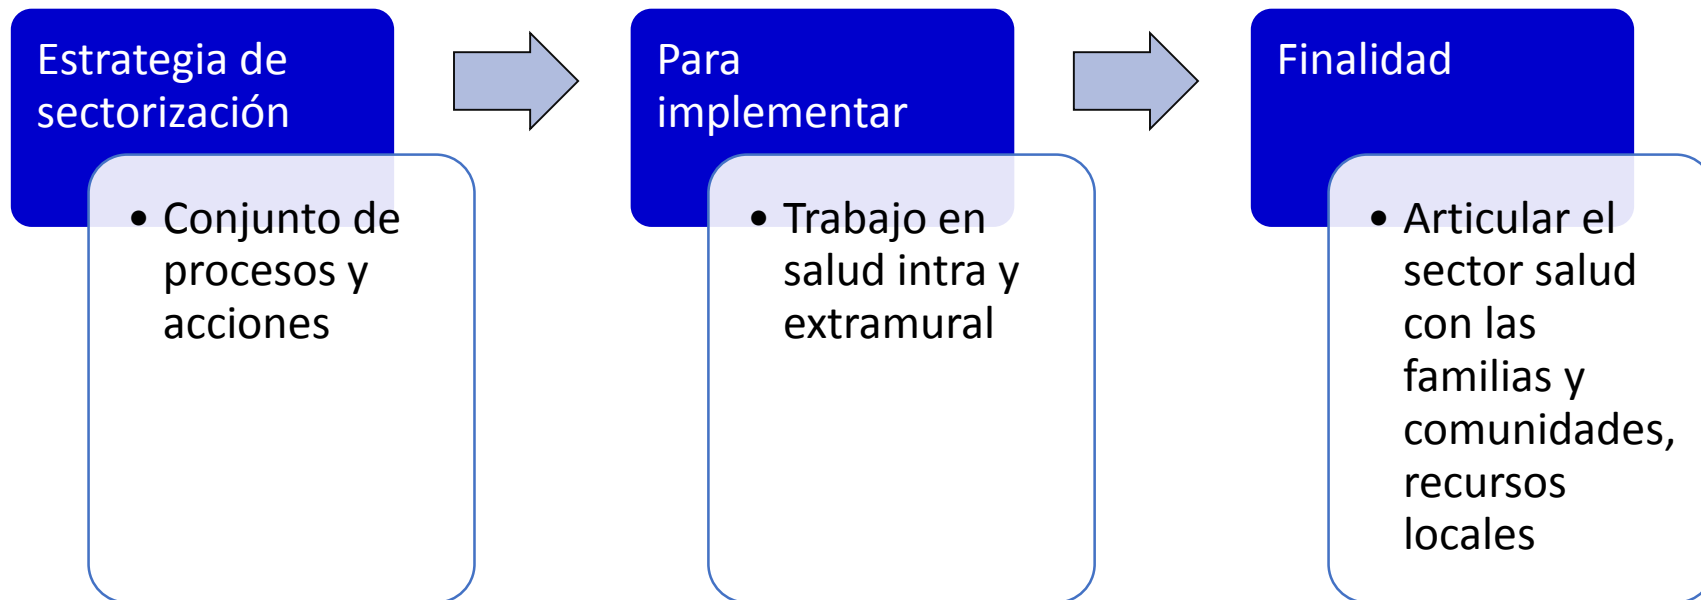 Estrategia de
sectorización
• Conjunto de
procesos y
acciones
Para
implementar
• Trabajo en
salud intra y
extramural
Finalidad
• Articular el
sector salud
con las
familias y
comunidades,
recursos
locales